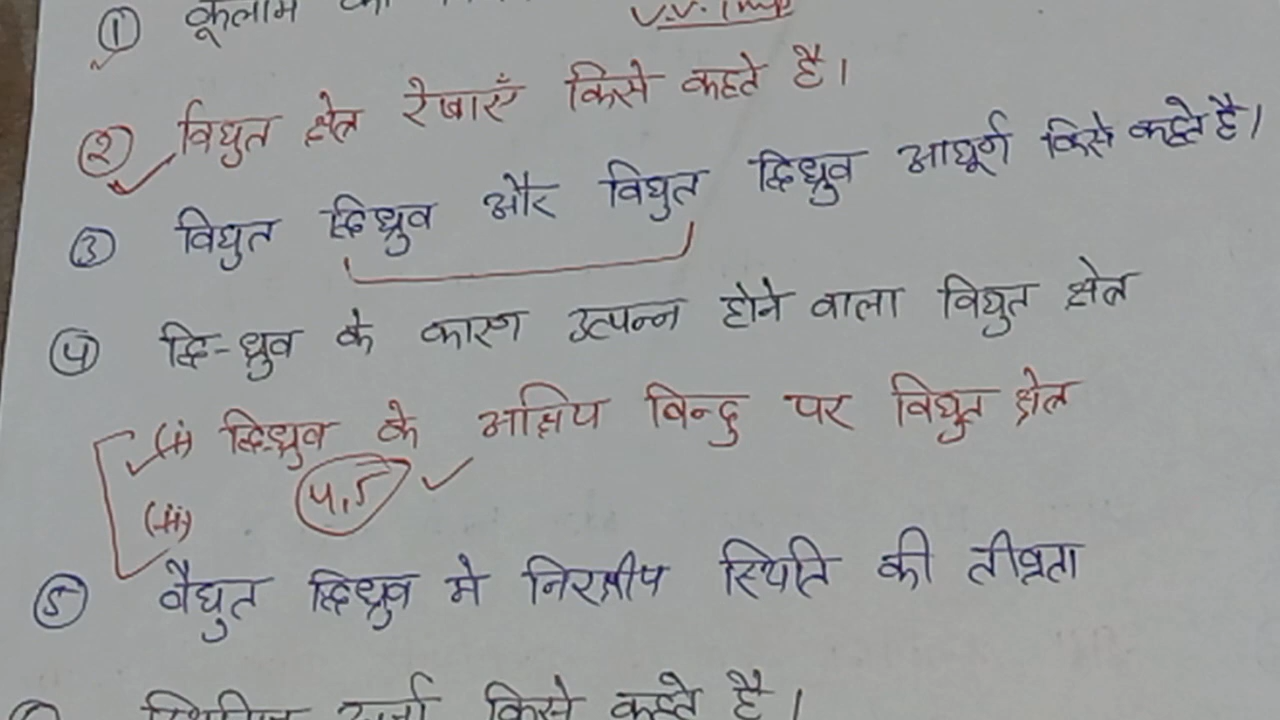 ① कूलाम का
V.V. Imp
② विधुत क्षेत्र रेखाएँ किसे कहते है।
③ विधुत द्विध्रुव और विधुत द्विध्रुव आघूर्ण किसे कहते है।
④ द्वि-ध्रुव के कारण उत्पन्न होने वाला विधुत क्षेत्र
(i) द्विध्रुव के अक्षिय विन्दु पर विधुत क्षेत्र
(ii) 4,5
⑤ वैधुत द्विध्रुव मे निरक्षीय स्थिति की तीव्रता
किसे कहते है।